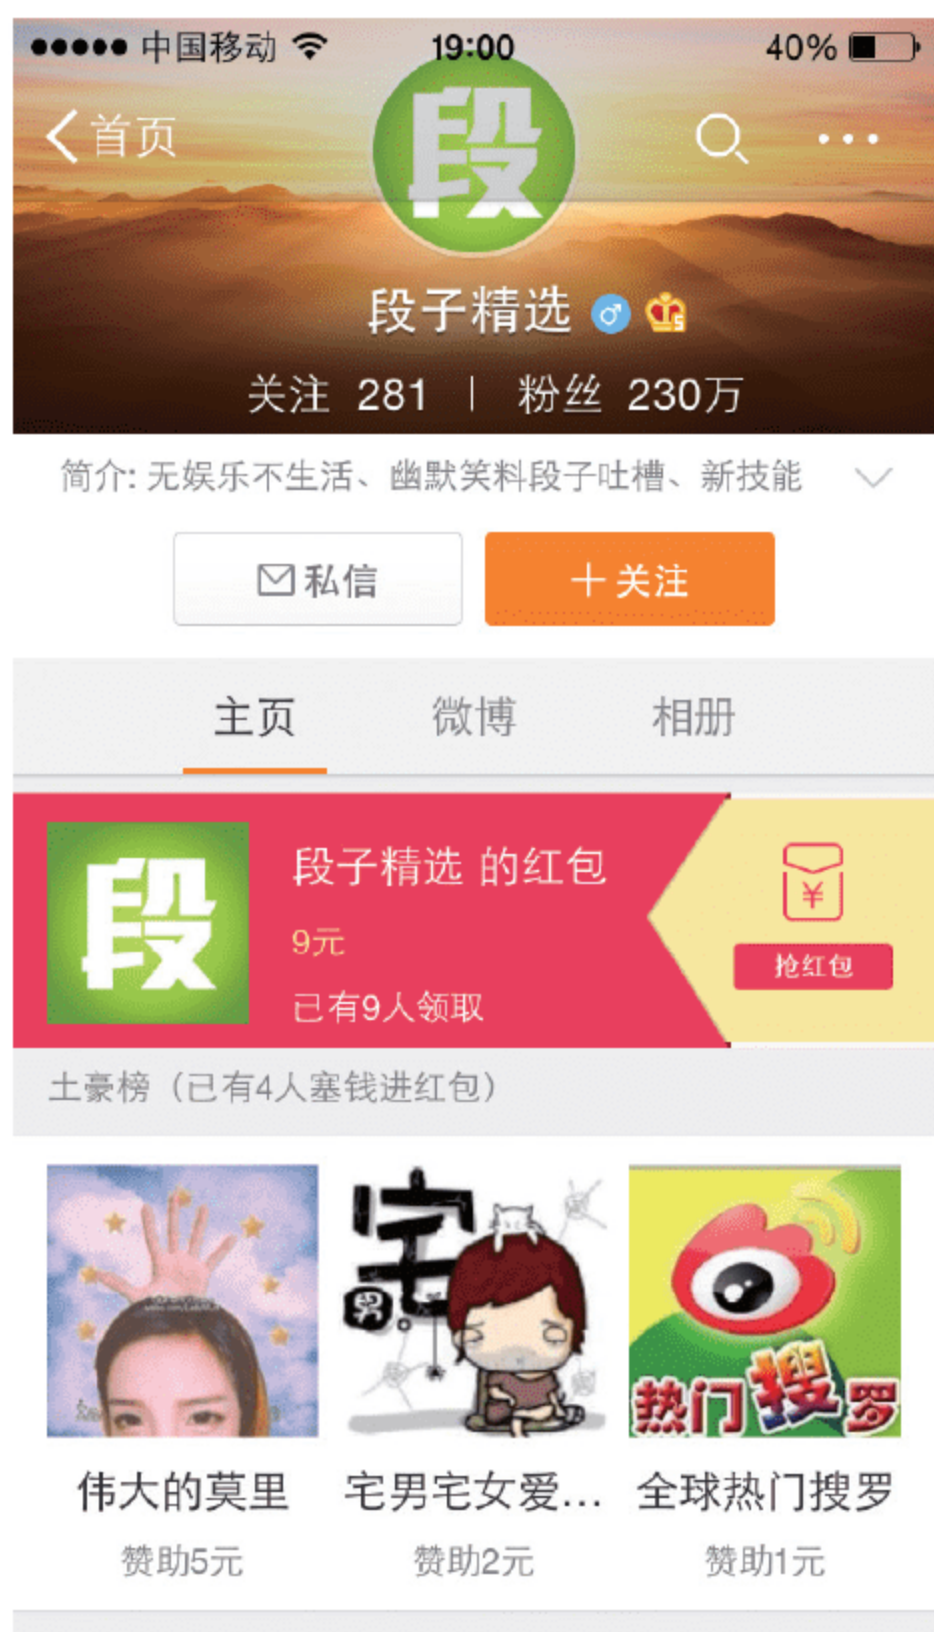 中国移动 19:00 40%
首页
段
段子精选
关注 281 | 粉丝 230万
简介: 无娱乐不生活、幽默笑料段子吐槽、新技能
私信 +关注
主页 微博 相册
段
段子精选 的红包
9元
¥
抢红包
已有9人领取
土豪榜（已有4人塞钱进红包）
宅
男。
热门搜罗
伟大的莫里 宅男宅女爱... 全球热门搜罗
赞助5元 赞助2元 赞助1元